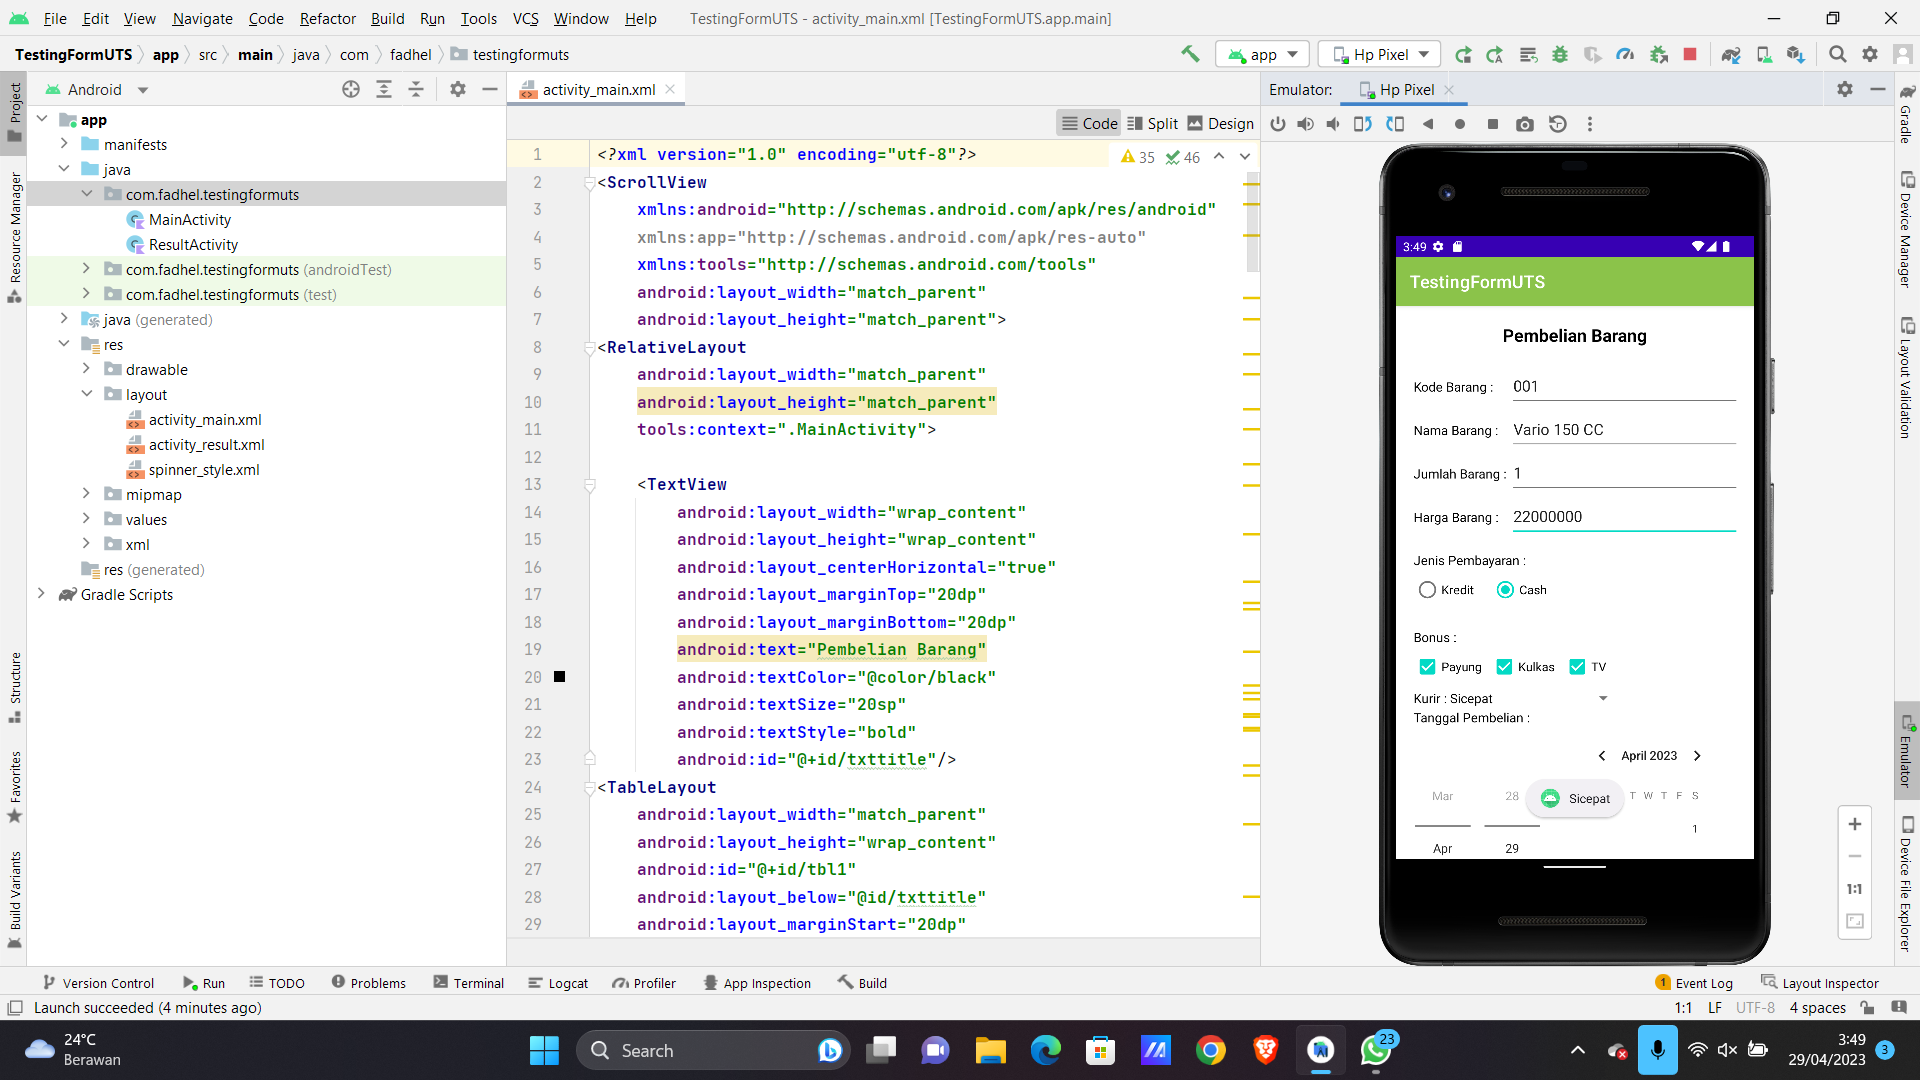 File Edit View Navigate Code Refactor Build Run Tools VCS Window Help TestingFormUTS - activity_main.xml [TestingFormUTS.app.main]
TestingFormUTS app src main java com fadhel testingformuts app Hp Pixel
Project
Android
activity_main.xml
Emulator: Hp Pixel
Gradle
Code Split Design
app
manifests
java
com.fadhel.testingformuts
MainActivity
ResultActivity
com.fadhel.testingformuts (androidTest)
com.fadhel.testingformuts (test)
java (generated)
res
drawable
layout
activity_main.xml
activity_result.xml
spinner_style.xml
mipmap
values
xml
res (generated)
Gradle Scripts
Resource Manager
Structure
Favorites
Build Variants
35 46
1 <?xml version="1.0" encoding="utf-8"?>
2 <ScrollView
3 xmlns:android="http://schemas.android.com/apk/res/android"
4 xmlns:app="http://schemas.android.com/apk/res-auto"
5 xmlns:tools="http://schemas.android.com/tools"
6 android:layout_width="match_parent"
7 android:layout_height="match_parent">
8 <RelativeLayout
9 android:layout_width="match_parent"
10 android:layout_height="match_parent"
11 tools:context=".MainActivity">
12
13 <TextView
14 android:layout_width="wrap_content"
15 android:layout_height="wrap_content"
16 android:layout_centerHorizontal="true"
17 android:layout_marginTop="20dp"
18 android:layout_marginBottom="20dp"
19 android:text="Pembelian Barang"
20 android:textColor="@color/black"
21 android:textSize="20sp"
22 android:textStyle="bold"
23 android:id="@+id/txttitle"/>
24 <TableLayout
25 android:layout_width="match_parent"
26 android:layout_height="wrap_content"
27 android:id="@+id/tbl1"
28 android:layout_below="@id/txttitle"
29 android:layout_marginStart="20dp"
3:49
TestingFormUTS
Pembelian Barang
Kode Barang : 001
Nama Barang : Vario 150 CC
Jumlah Barang : 1
Harga Barang : 22000000
Jenis Pembayaran :
Kredit Cash
Bonus :
Payung Kulkas TV
Kurir : Sicepat
Tanggal Pembelian :
April 2023
Mar 28 Sicepat T W T F S
1
Apr 29
1:1
Device Manager
Layout Validation
Emulator
Device File Explorer
Version Control Run TODO Problems Terminal Logcat Profiler App Inspection Build 1 Event Log Layout Inspector
Launch succeeded (4 minutes ago) 1:1 LF UTF-8 4 spaces
24°C
Berawan
Search
23
3:49
29/04/2023
3